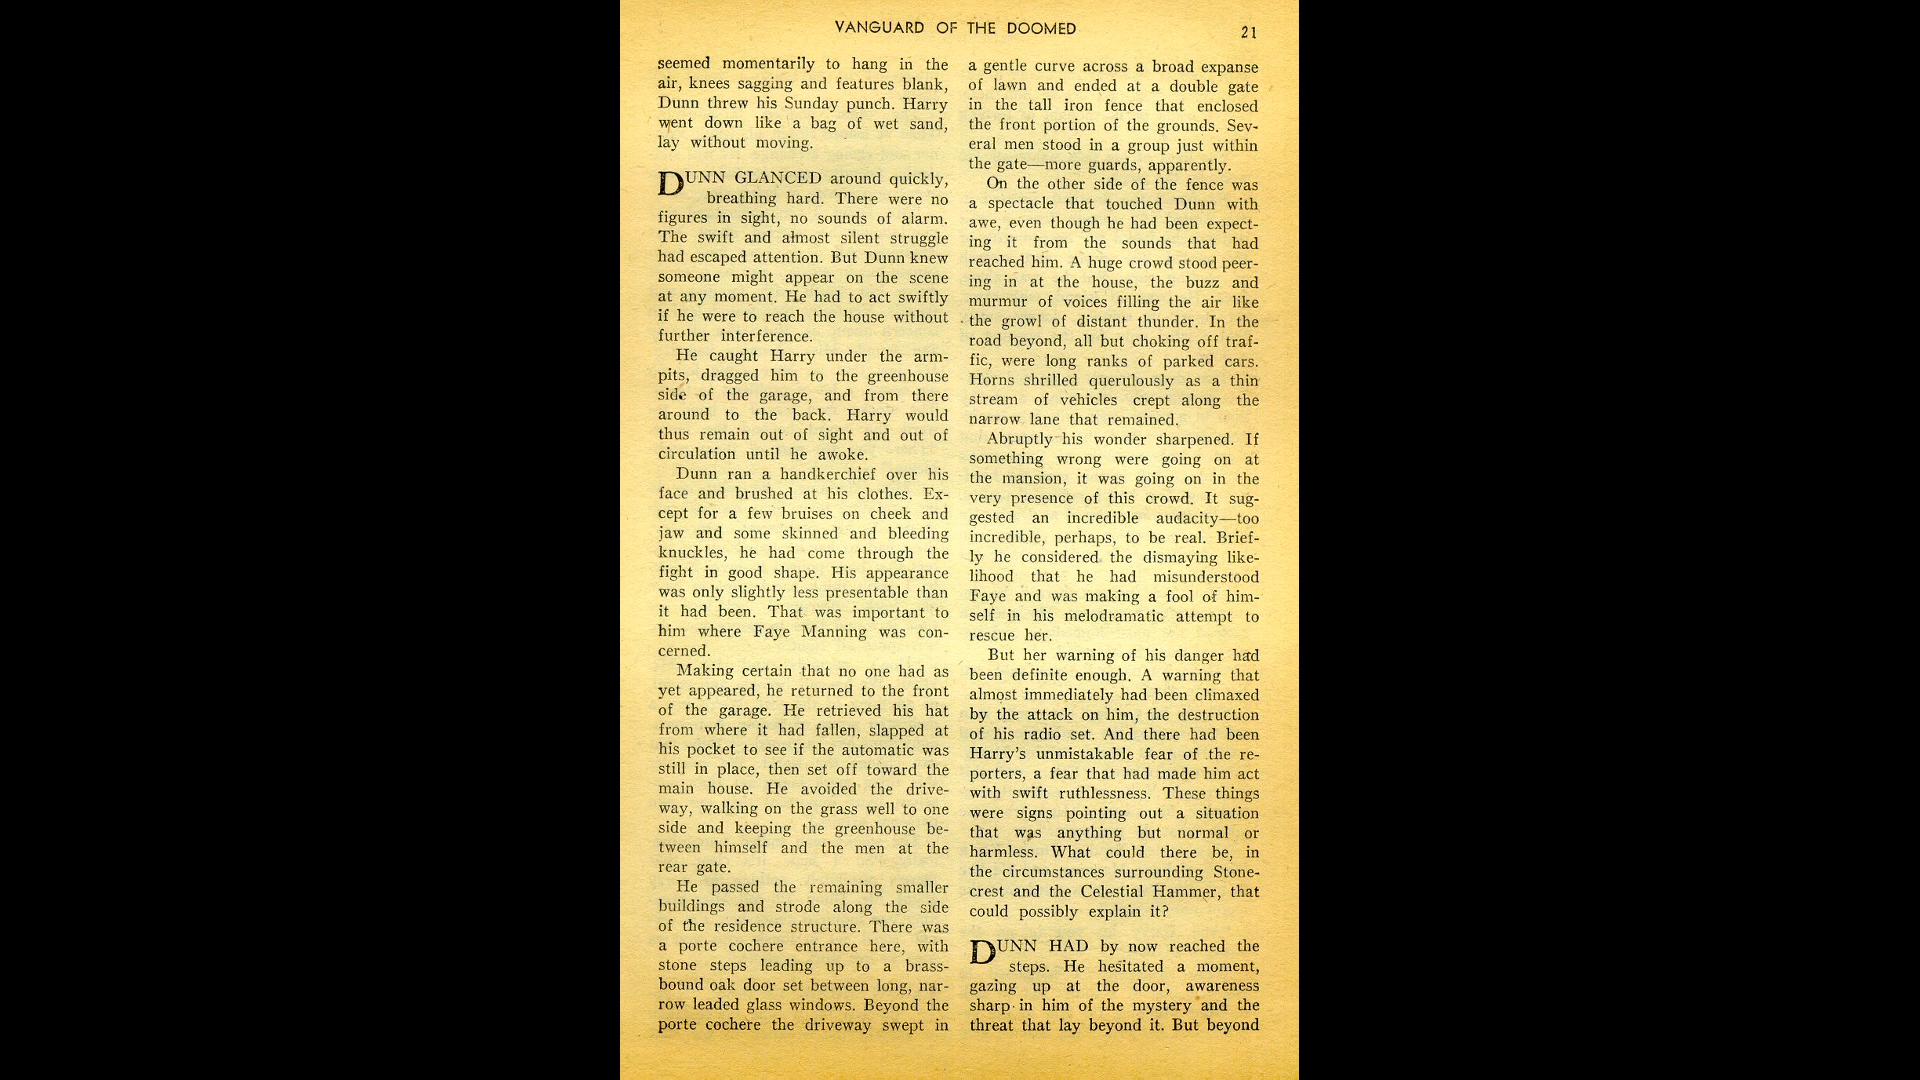 VANGUARD OF THE DOOMED
21
seemed momentarily to hang in the
air, knees sagging and features blank,
Dunn threw his Sunday punch. Harry
went down like a bag of wet sand,
lay without moving.
DUNN GLANCED around quickly,
breathing hard. There were no
figures in sight, no sounds of alarm.
The swift and almost silent struggle
had escaped attention. But Dunn knew
someone might appear on the scene
at any moment. He had to act swiftly
if he were to reach the house without
further interference.
He caught Harry under the arm-
pits, dragged him to the greenhouse
side of the garage, and from there
around to the back. Harry would
thus remain out of sight and out of
circulation until he awoke.
Dunn ran a handkerchief over his
face and brushed at his clothes. Ex-
cept for a few bruises on cheek and
jaw and some skinned and bleeding
knuckles, he had come through the
fight in good shape. His appearance
was only slightly less presentable than
it had been. That was important to
him where Faye Manning was con-
cerned.
Making certain that no one had as
yet appeared, he returned to the front
of the garage. He retrieved his hat
from where it had fallen, slapped at
his pocket to see if the automatic was
still in place, then set off toward the
main house. He avoided the drive-
way, walking on the grass well to one
side and keeping the greenhouse be-
tween himself and the men at the
rear gate.
He passed the remaining smaller
buildings and strode along the side
of the residence structure. There was
a porte cochere entrance here, with
stone steps leading up to a brass-
bound oak door set between long, nar-
row leaded glass windows. Beyond the
porte cochere the driveway swept in
a gentle curve across a broad expanse
of lawn and ended at a double gate
in the tall iron fence that enclosed
the front portion of the grounds. Sev-
eral men stood in a group just within
the gate—more guards, apparently.
On the other side of the fence was
a spectacle that touched Dunn with
awe, even though he had been expect-
ing it from the sounds that had
reached him. A huge crowd stood peer-
ing in at the house, the buzz and
murmur of voices filling the air like
the growl of distant thunder. In the
road beyond, all but choking off traf-
fic, were long ranks of parked cars.
Horns shrilled querulously as a thin
stream of vehicles crept along the
narrow lane that remained.
Abruptly his wonder sharpened. If
something wrong were going on at
the mansion, it was going on in the
very presence of this crowd. It sug-
gested an incredible audacity—too
incredible, perhaps, to be real. Brief-
ly he considered the dismaying like-
lihood that he had misunderstood
Faye and was making a fool of him-
self in his melodramatic attempt to
rescue her.
But her warning of his danger had
been definite enough. A warning that
almost immediately had been climaxed
by the attack on him, the destruction
of his radio set. And there had been
Harry's unmistakable fear of the re-
porters, a fear that had made him act
with swift ruthlessness. These things
were signs pointing out a situation
that was anything but normal or
harmless. What could there be, in
the circumstances surrounding Stone-
crest and the Celestial Hammer, that
could possibly explain it?
DUNN HAD by now reached the
steps. He hesitated a moment,
gazing up at the door, awareness
sharp in him of the mystery and the
threat that lay beyond it. But beyond